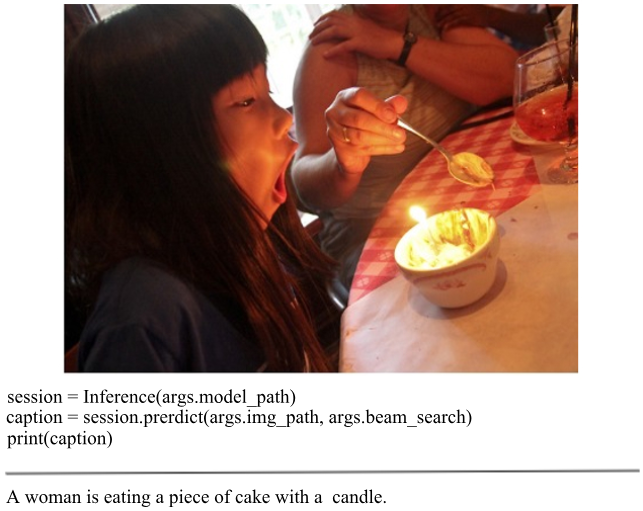 session = Inference(args.model_path)
caption = session.prerdict(args.img_path, args.beam_search)
print(caption)
A woman is eating a piece of cake with a  candle.